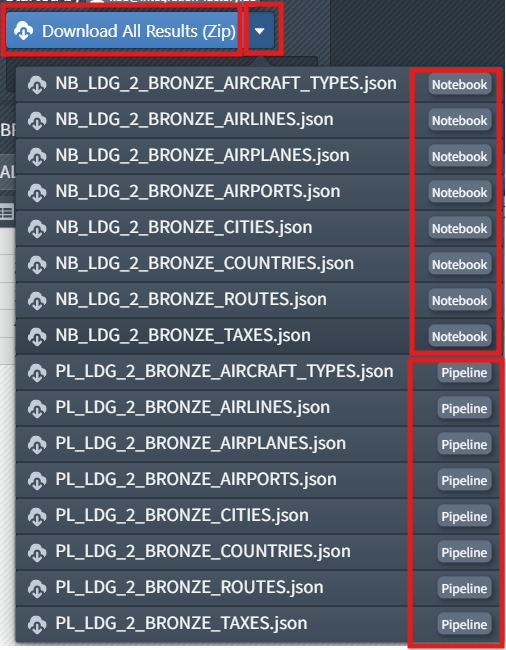 Download All Results (Zip)
NB_LDG_2_BRONZE_AIRCRAFT_TYPES.json Notebook
NB_LDG_2_BRONZE_AIRLINES.json Notebook
NB_LDG_2_BRONZE_AIRPLANES.json Notebook
NB_LDG_2_BRONZE_AIRPORTS.json Notebook
NB_LDG_2_BRONZE_CITIES.json Notebook
NB_LDG_2_BRONZE_COUNTRIES.json Notebook
NB_LDG_2_BRONZE_ROUTES.json Notebook
NB_LDG_2_BRONZE_TAXES.json Notebook
PL_LDG_2_BRONZE_AIRCRAFT_TYPES.json Pipeline
PL_LDG_2_BRONZE_AIRLINES.json Pipeline
PL_LDG_2_BRONZE_AIRPLANES.json Pipeline
PL_LDG_2_BRONZE_AIRPORTS.json Pipeline
PL_LDG_2_BRONZE_CITIES.json Pipeline
PL_LDG_2_BRONZE_COUNTRIES.json Pipeline
PL_LDG_2_BRONZE_ROUTES.json Pipeline
PL_LDG_2_BRONZE_TAXES.json Pipeline